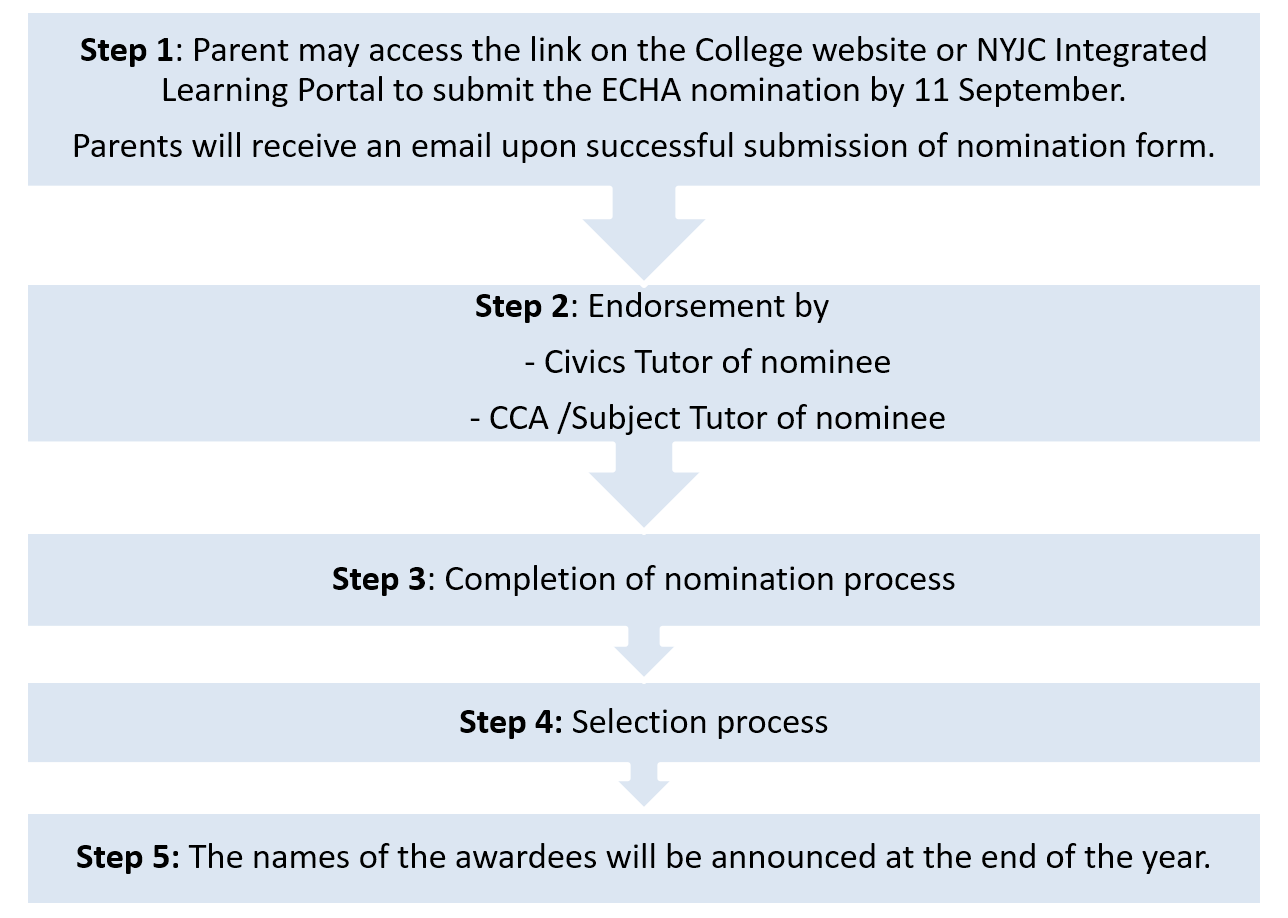 Step 1: Parent may access the link on the College website or NYJC Integrated
Learning Portal to submit the ECHA nomination by 11 September.
Parents will receive an email upon successful submission of nomination form.
Step 2: Endorsement by
- Civics Tutor of nominee
- CCA /Subject Tutor of nominee
Step 3: Completion of nomination process
Step 4: Selection process
Step 5: The names of the awardees will be announced at the end of the year.